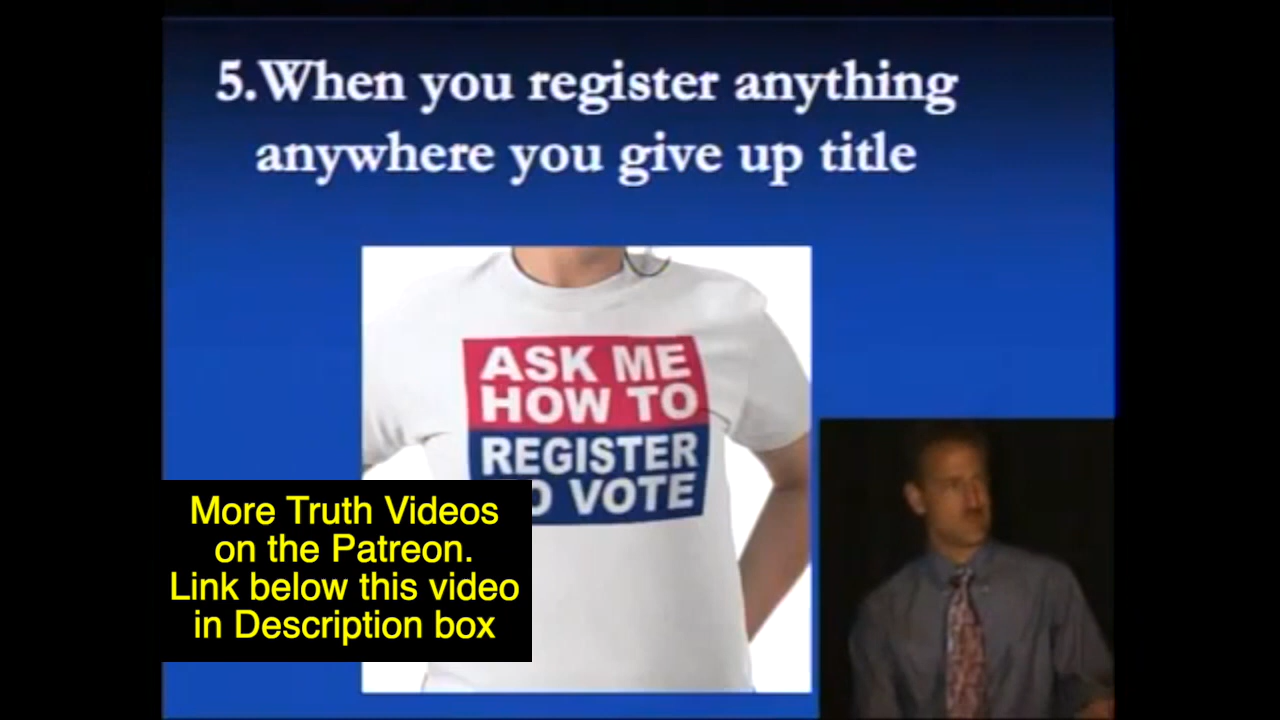 5.When you register anything
anywhere you give up title
ASK ME
HOW TO
REGISTER
O VOTE
More Truth Videos
on the Patreon.
Link below this video
in Description box